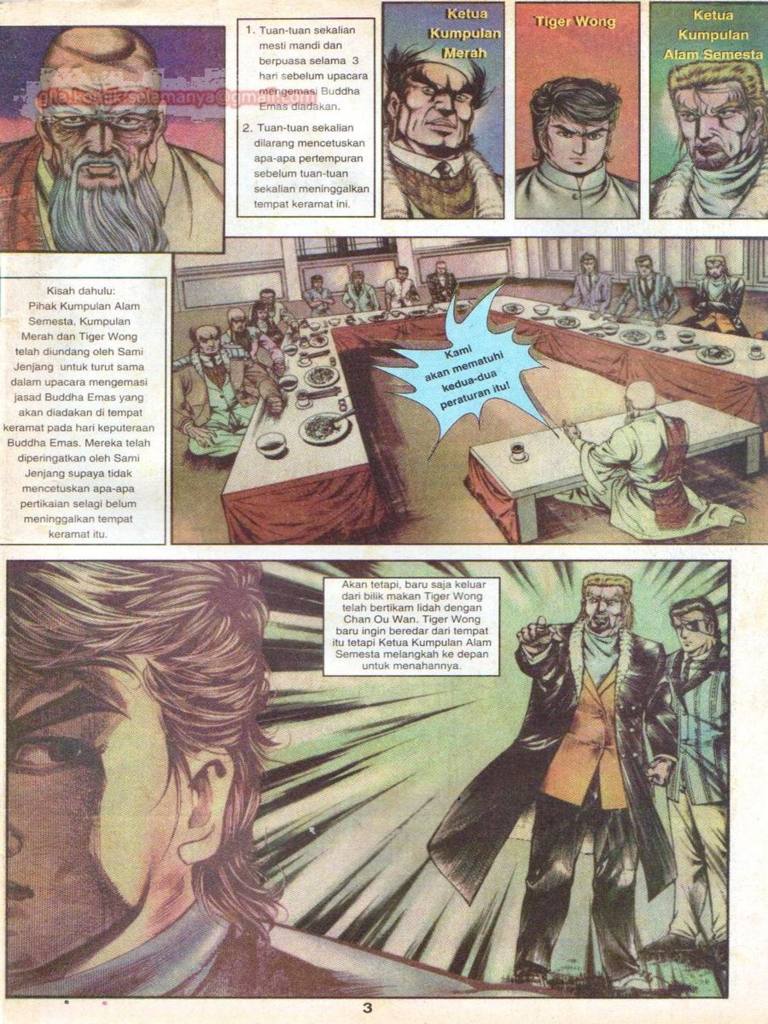 gila.komik.selamanya@gmail.com
1. Tuan-tuan sekalian
mesti mandi dan
berpuasa selama 3
hari sebelum upacara
mengemasi Buddha
Emas diadakan.
2. Tuan-tuan sekalian
dilarang mencetuskan
apa-apa pertempuran
sebelum tuan-tuan
sekalian meninggalkan
tempat keramat ini.
Ketua
Kumpulan
Merah
Tiger Wong
Ketua
Kumpulan
Alam Semesta
Kisah dahulu:
Pihak Kumpulan Alam
Semesta, Kumpulan
Merah dan Tiger Wong
telah diundang oleh Sami
Jenjang untuk turut sama
dalam upacara mengemasi
jasad Buddha Emas yang
akan diadakan di tempat
keramat pada hari keputeraan
Buddha Emas. Mereka telah
diperingatkan oleh Sami
Jenjang supaya tidak
mencetuskan apa-apa
pertikaian selagi belum
meninggalkan tempat
keramat itu.
Kami
akan mematuhi
kedua-dua
peraturan itu!
Akan tetapi, baru saja keluar
dari bilik makan Tiger Wong
telah bertikam lidah dengan
Chan Ou Wan. Tiger Wong
baru ingin beredar dari tempat
itu tetapi Ketua Kumpulan Alam
Semesta melangkah ke depan
untuk menahannya.
3